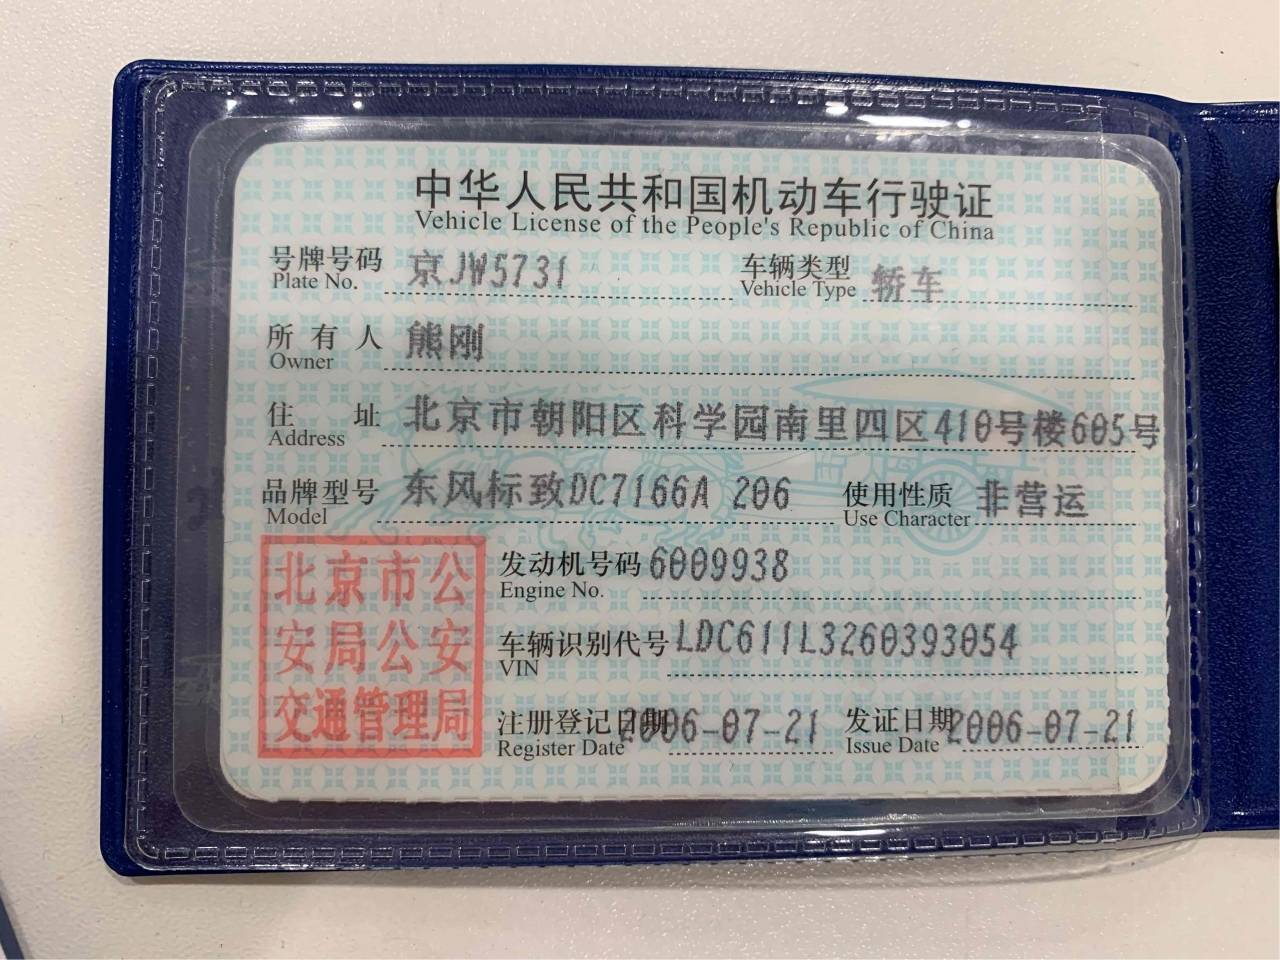 中华人民共和国机动车行驶证
Vehicle License of the People's Republic of China
号牌号码 京JW5731 车辆类型 轿车
Plate No. Vehicle Type
所有人 熊刚
Owner
住址 北京市朝阳区科学园南里四区410号楼605号
Address
品牌型号 东风标致DC7166A 206 使用性质 非营运
Model Use Character
发动机号码 6009938
Engine No.
车辆识别代号 LDC611L3260393054
VIN
注册登记日期 2006-07-21 发证日期 2006-07-21
Register Date Issue Date
北京市公
安局公安
交通管理局